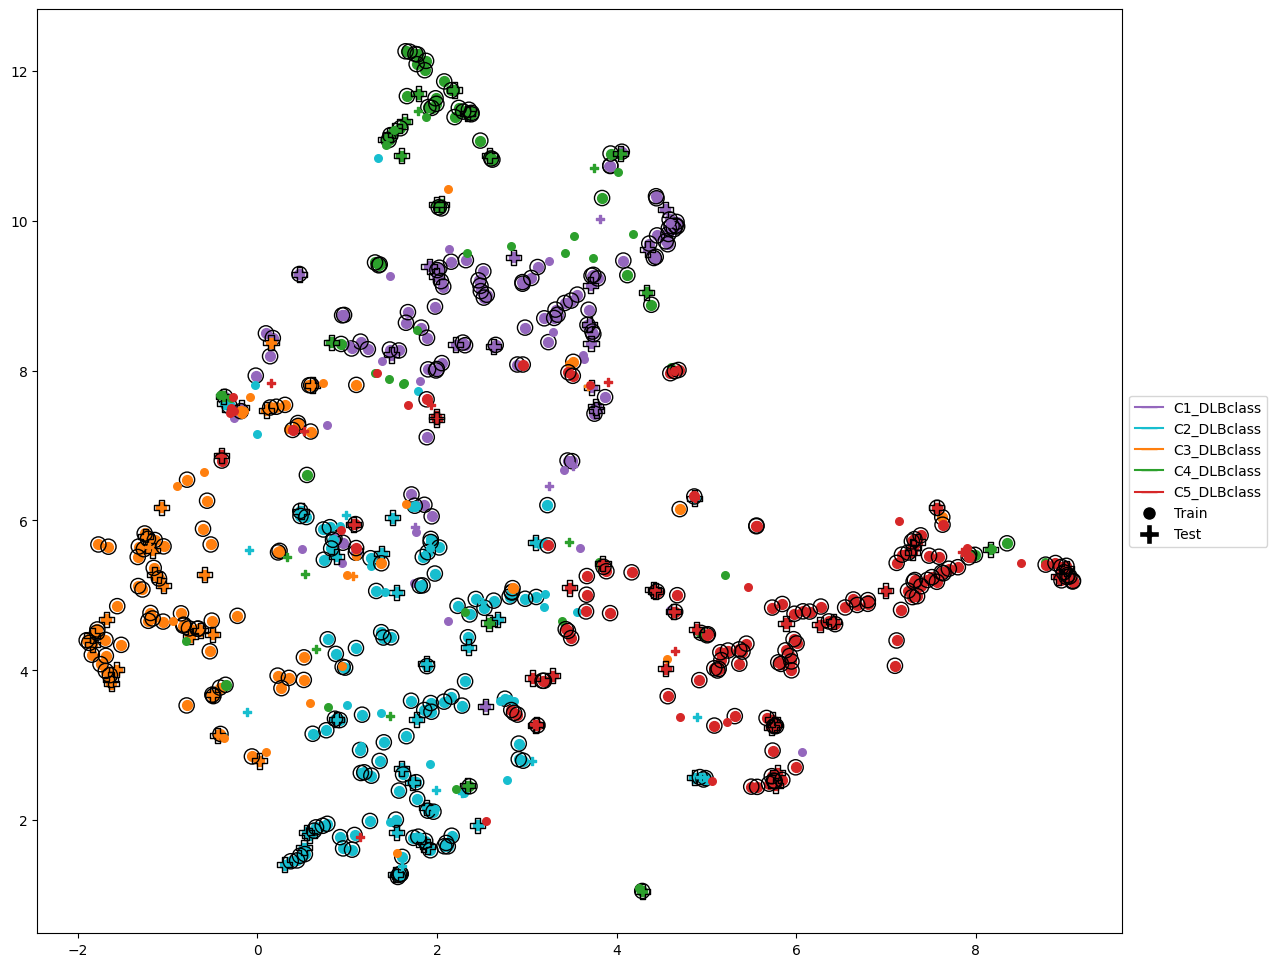 12
10
8
6
4
2
−2
0
2
4
6
8
C1_DLBclass
C2_DLBclass
C3_DLBclass
C4_DLBclass
C5_DLBclass
Train
Test